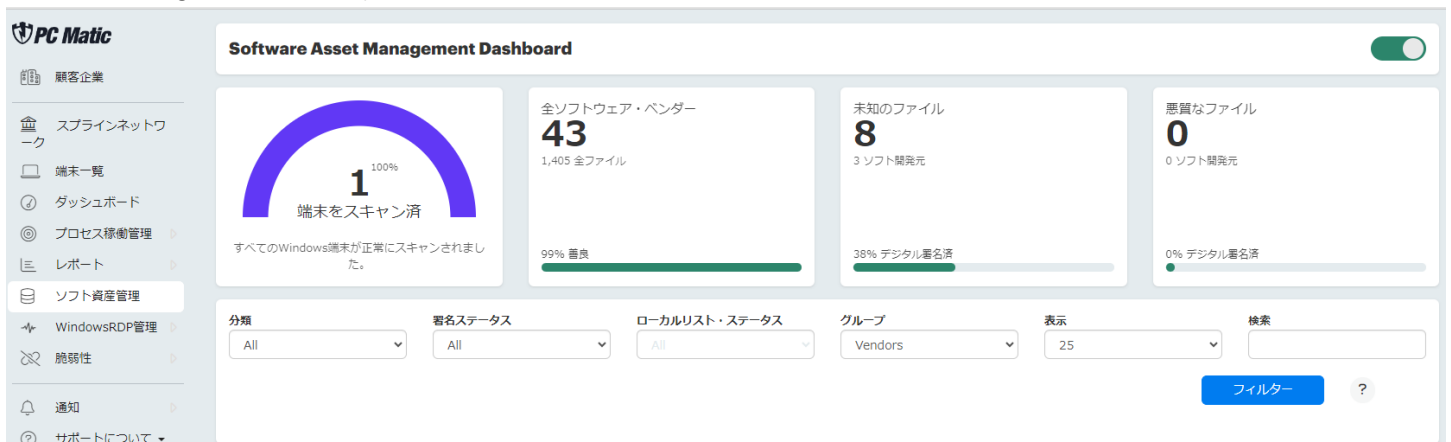 PC Matic
顧客企業
スプラインネットワ
ーク
端末一覧
ダッシュボード
プロセス稼働管理
レポート
ソフト資産管理
WindowsRDP管理
脆弱性
通知
サポートについて
Software Asset Management Dashboard
1 100%
端末をスキャン済
すべてのWindows端末が正常にスキャンされまし
た。
全ソフトウェア・ベンダー
43
1,405 全ファイル
99% 善良
未知のファイル
8
3 ソフト開発元
38% デジタル署名済
悪質なファイル
0
0 ソフト開発元
0% デジタル署名済
分類
All
署名ステータス
All
ローカルリスト・ステータス
All
グループ
Vendors
表示
25
検索
フィルター
?